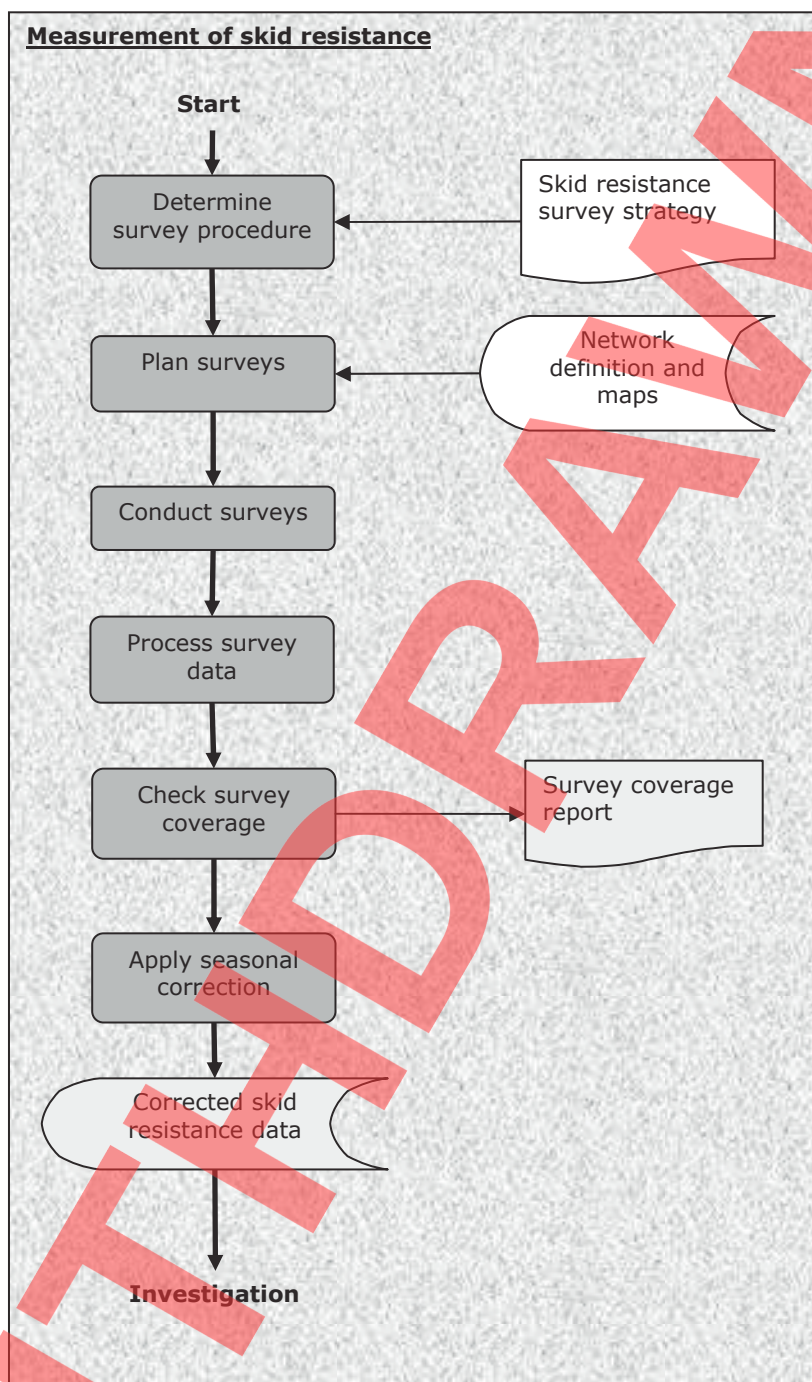 Measurement of skid resistance
Start
Determine
survey procedure
Skid resistance
survey strategy
Plan surveys
Network
definition and
maps
Conduct surveys
Process survey
data
Check survey
coverage
Survey coverage
report
Apply seasonal
correction
Corrected skid
resistance data
Investigation
ITHDRAW